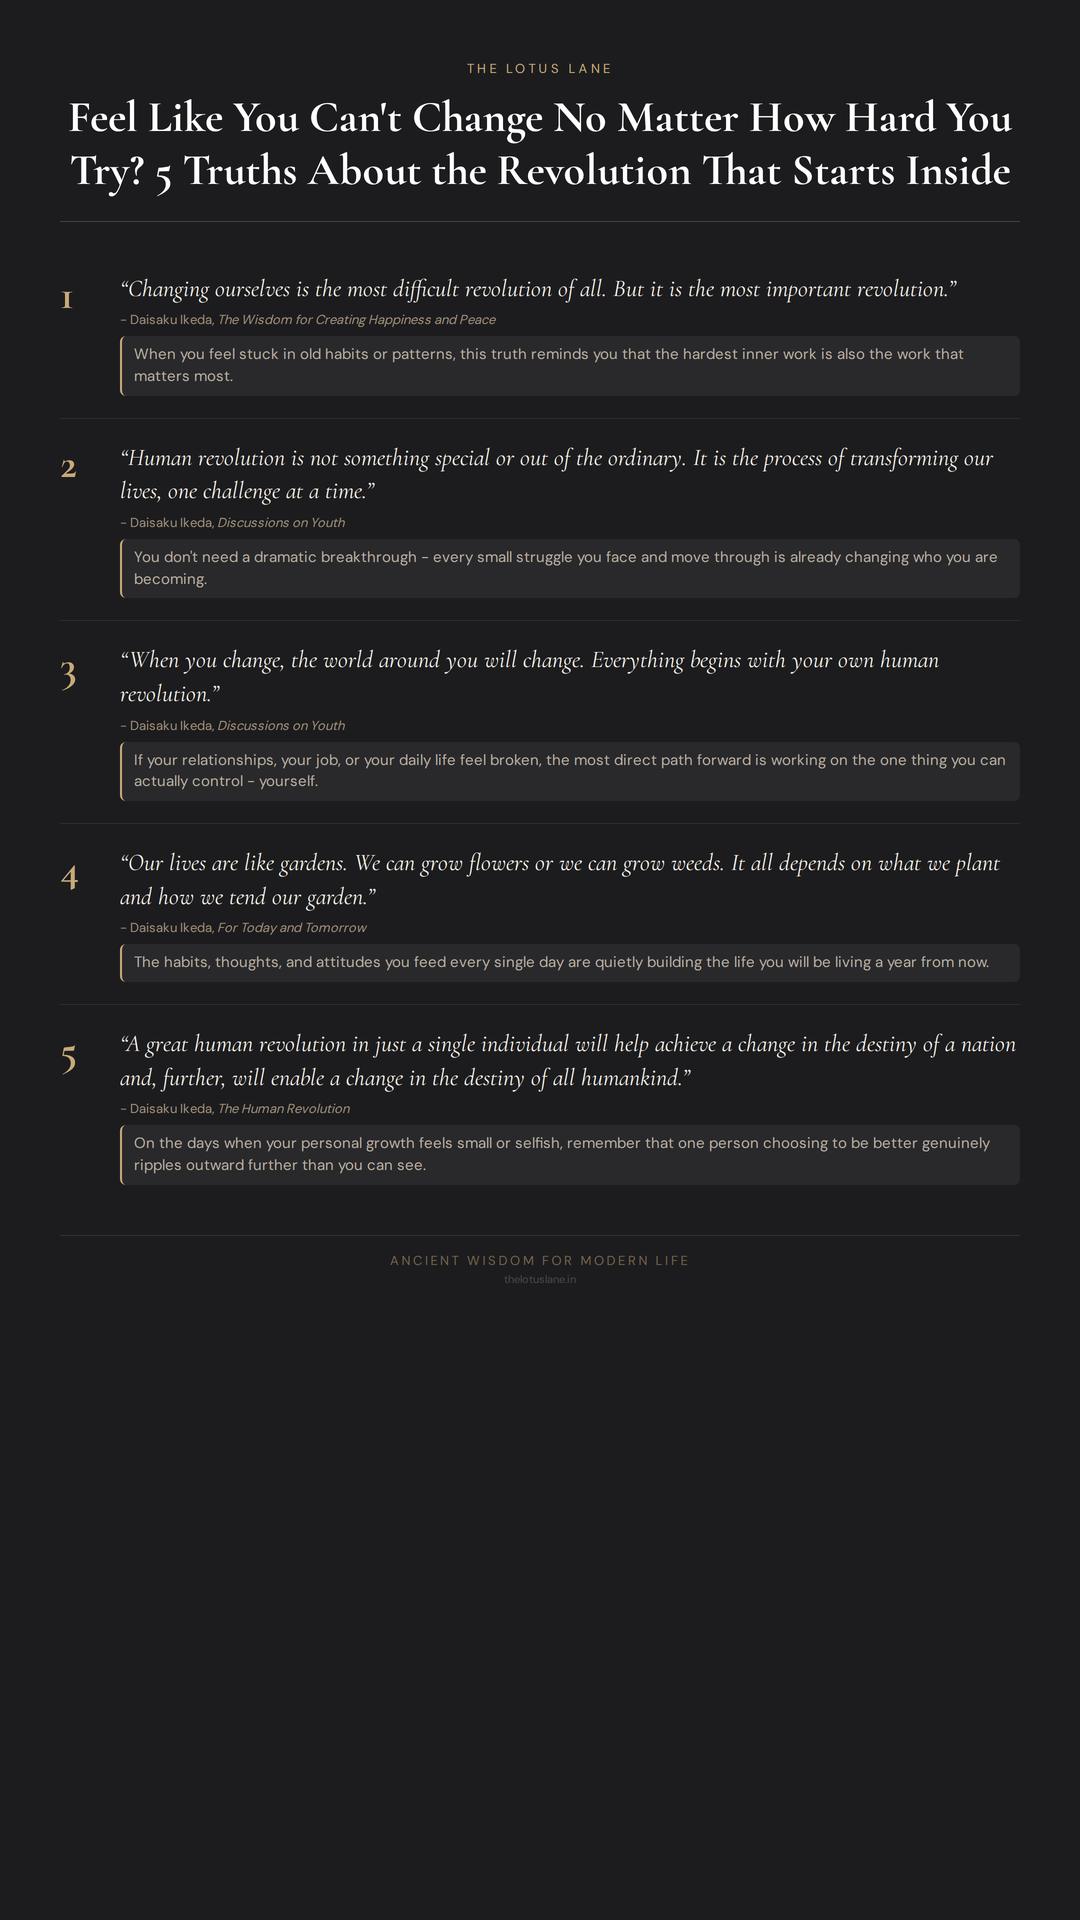 THE LOTUS LANE
Feel Like You Can't Change No Matter How Hard You
Try? 5 Truths About the Revolution That Starts Inside
1
“Changing ourselves is the most difficult revolution of all. But it is the most important revolution.”
– Daisaku Ikeda, The Wisdom for Creating Happiness and Peace
When you feel stuck in old habits or patterns, this truth reminds you that the hardest inner work is also the work that
matters most.
2
“Human revolution is not something special or out of the ordinary. It is the process of transforming our
lives, one challenge at a time.”
– Daisaku Ikeda, Discussions on Youth
You don't need a dramatic breakthrough – every small struggle you face and move through is already changing who you are
becoming.
3
“When you change, the world around you will change. Everything begins with your own human
revolution.”
– Daisaku Ikeda, Discussions on Youth
If your relationships, your job, or your daily life feel broken, the most direct path forward is working on the one thing you can
actually control – yourself.
4
“Our lives are like gardens. We can grow flowers or we can grow weeds. It all depends on what we plant
and how we tend our garden.”
– Daisaku Ikeda, For Today and Tomorrow
The habits, thoughts, and attitudes you feed every single day are quietly building the life you will be living a year from now.
5
“A great human revolution in just a single individual will help achieve a change in the destiny of a nation
and, further, will enable a change in the destiny of all humankind.”
– Daisaku Ikeda, The Human Revolution
On the days when your personal growth feels small or selfish, remember that one person choosing to be better genuinely
ripples outward further than you can see.
ANCIENT WISDOM FOR MODERN LIFE
thelotuslane.in